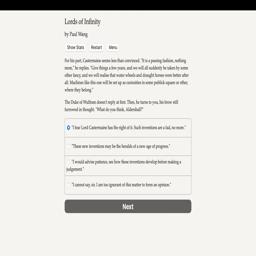 Lords of Infinity
by Paul Wang
Show Stats Restart Menu
For his part, Castermaine seems less than convinced. "It is a passing fashion, nothing
more," he replies. "Give things a few years, and we will all suddenly be taken by some
other fancy, and we will realise that water wheels and draught horses were better after
all. Machines like this one will be set up as curiosities in some publick square or other,
where they belong."
The Duke of Wulfram doesn't reply at first. Then, he turns to you, his brow still
furrowed in thought. "What do you think, Aldershall?"
"I fear Lord Castermaine has the right of it. Such inventions are a fad, no more."
"These new inventions may be the heralds of a new age of progress."
"I would advise patience, see how these inventions develop before making a
judgement."
"I cannot say, sir. I am too ignorant of this matter to form an opinion."
Next